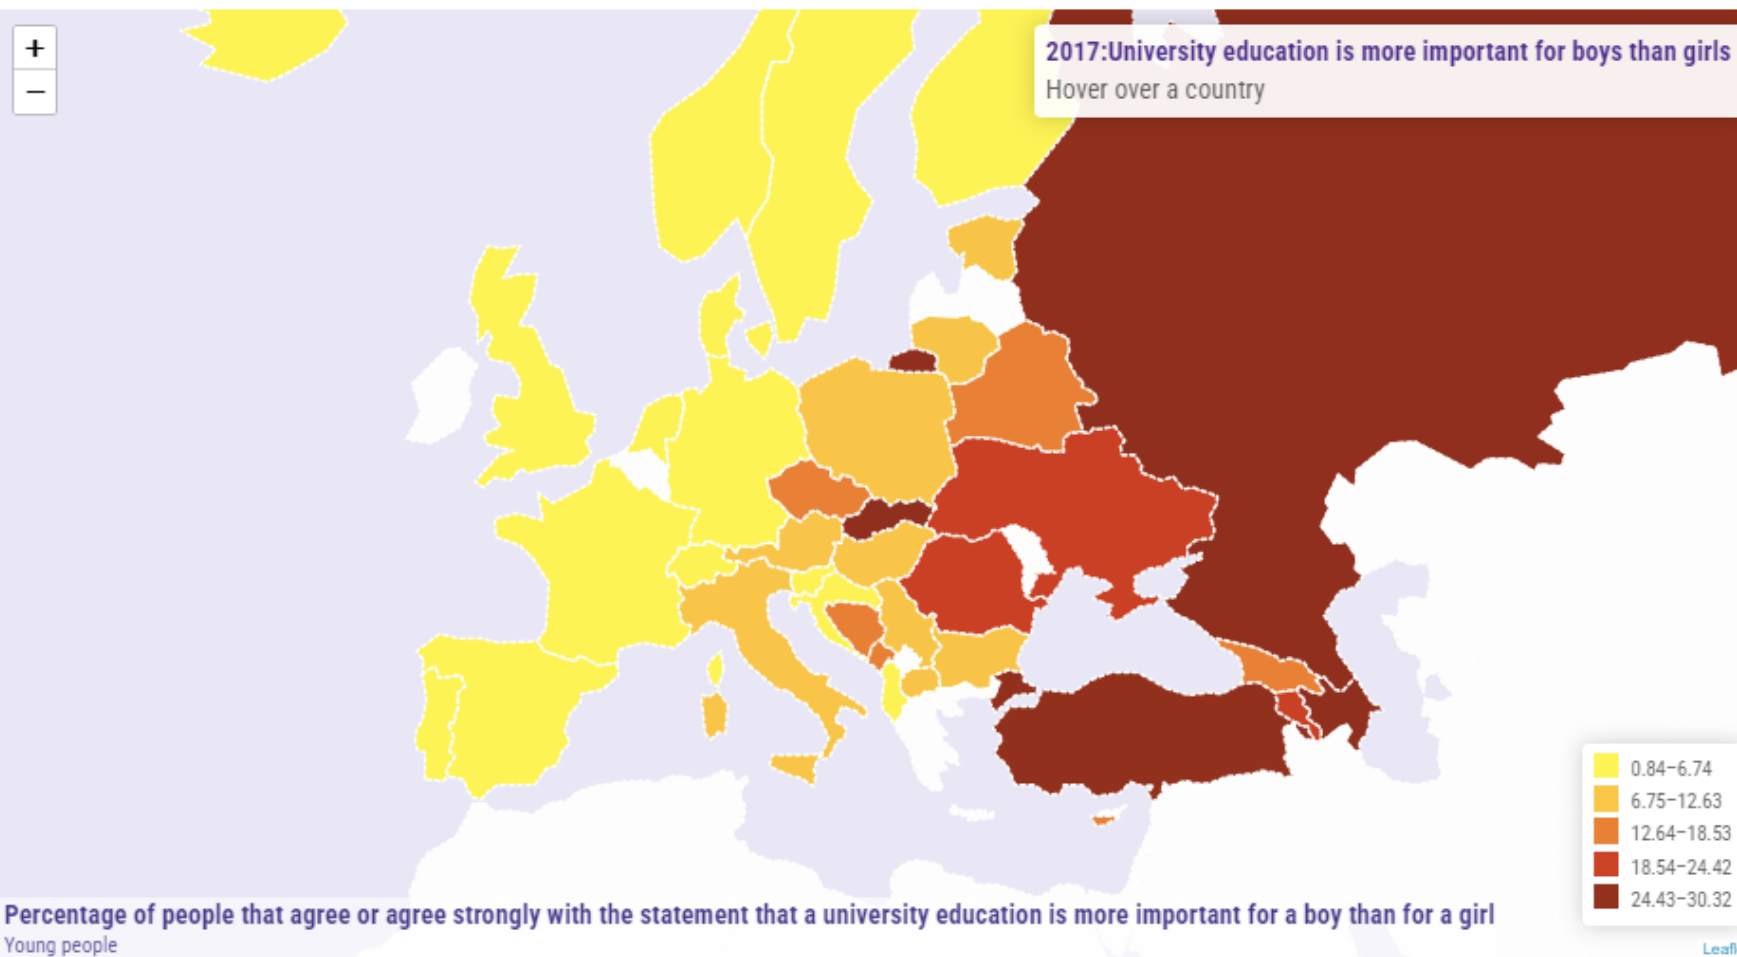 +
−
2017:University education is more important for boys than girls
Hover over a country
0.84–6.74
6.75–12.63
12.64–18.53
18.54–24.42
24.43–30.32
Percentage of people that agree or agree strongly with the statement that a university education is more important for a boy than for a girl
Young people
Leafl